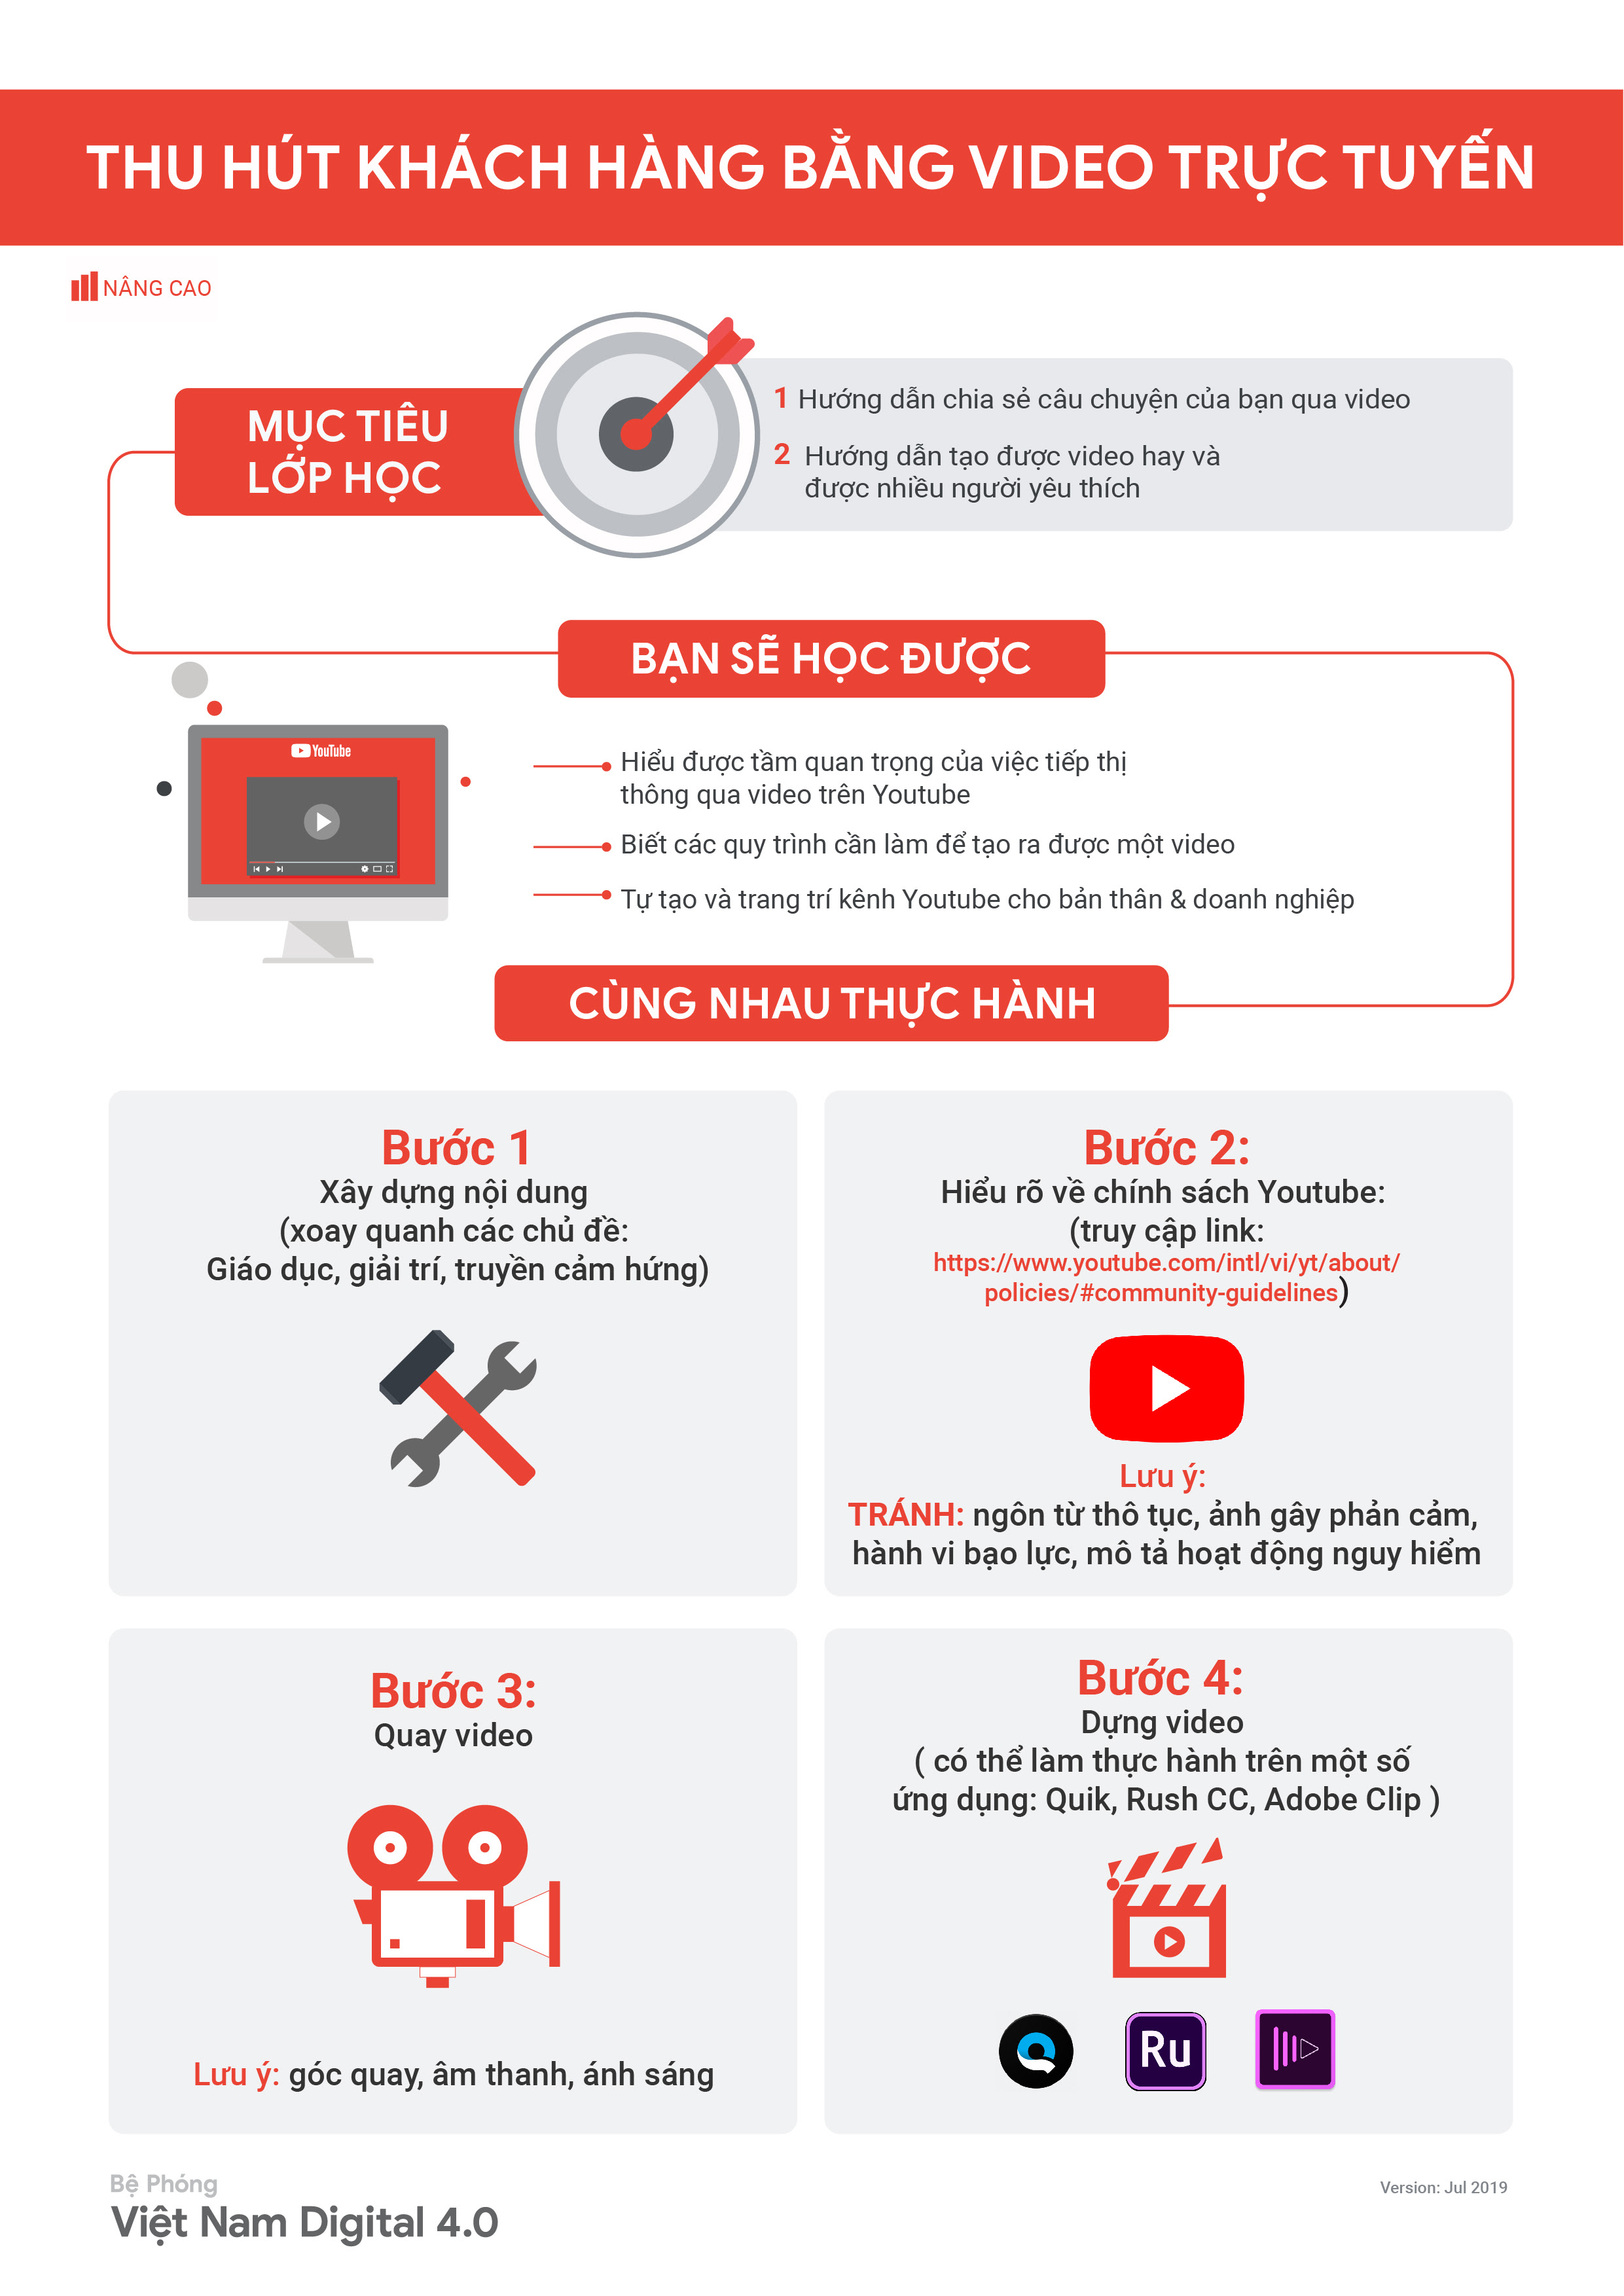 THU HÚT KHÁCH HÀNG BẰNG VIDEO TRỰC TUYẾN
NÂNG CAO
MỤC TIÊU
LỚP HỌC
1 Hướng dẫn chia sẻ câu chuyện của bạn qua video
2 Hướng dẫn tạo được video hay và
được nhiều người yêu thích
BẠN SẼ HỌC ĐƯỢC
YouTube
Hiểu được tầm quan trọng của việc tiếp thị
thông qua video trên Youtube
Biết các quy trình cần làm để tạo ra được một video
Tự tạo và trang trí kênh Youtube cho bản thân & doanh nghiệp
CÙNG NHAU THỰC HÀNH
Bước 1
Xây dựng nội dung
(xoay quanh các chủ đề:
Giáo dục, giải trí, truyền cảm hứng)
Bước 2:
Hiểu rõ về chính sách Youtube:
(truy cập link:
https://www.youtube.com/intl/vi/yt/about/
policies/#community-guidelines)
Lưu ý:
TRÁNH: ngôn từ thô tục, ảnh gây phản cảm,
hành vi bạo lực, mô tả hoạt động nguy hiểm
Bước 3:
Quay video
Lưu ý: góc quay, âm thanh, ánh sáng
Bước 4:
Dựng video
( có thể làm thực hành trên một số
ứng dụng: Quik, Rush CC, Adobe Clip )
Ru
Bệ Phóng
Việt Nam Digital 4.0
Version: Jul 2019